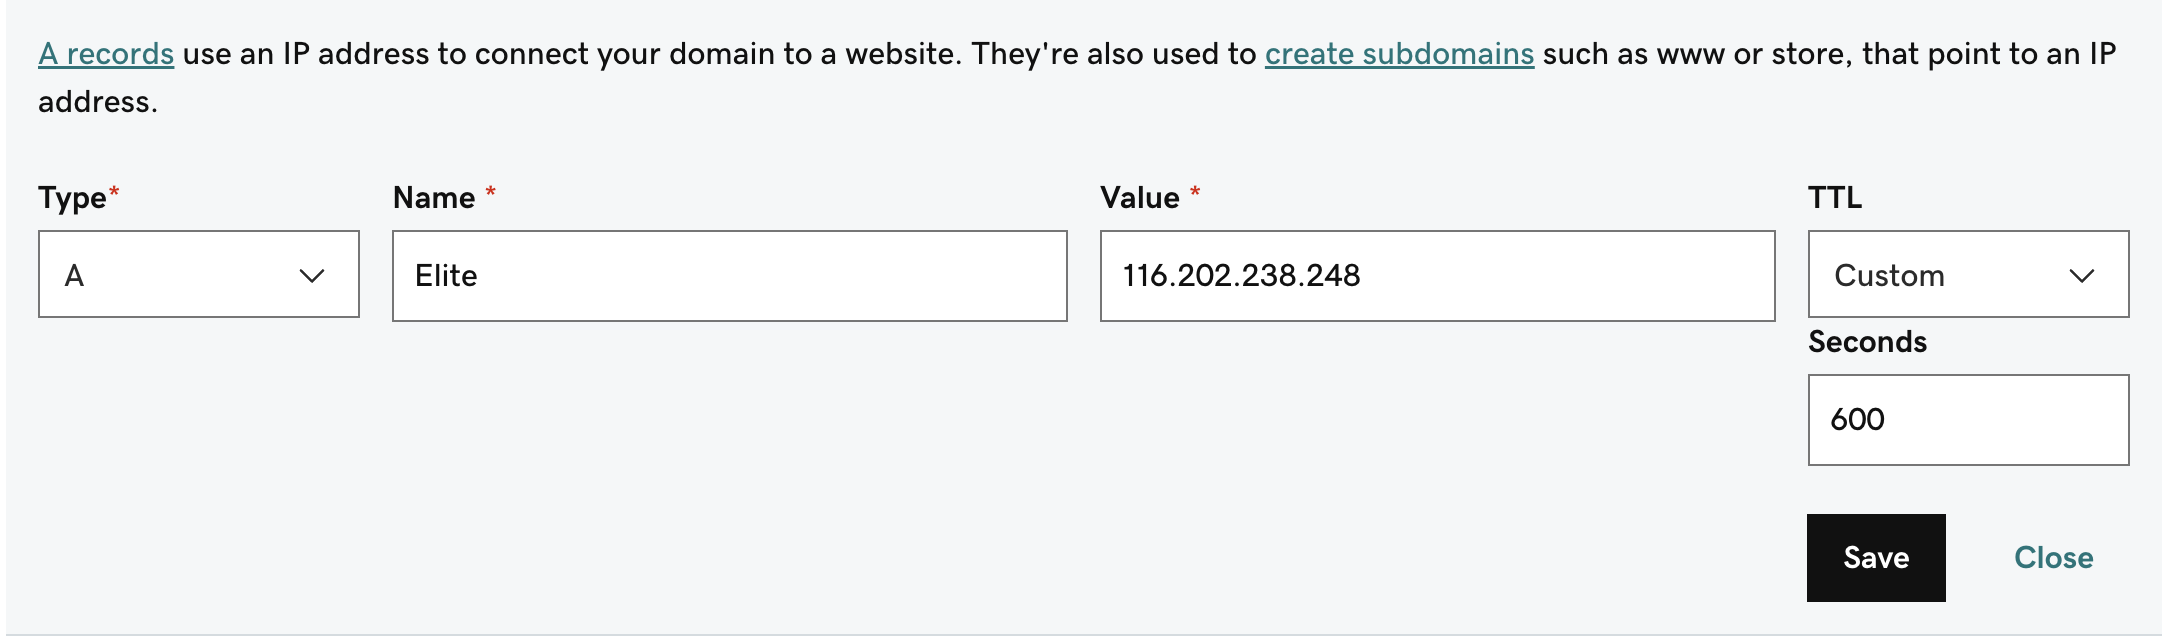 A records use an IP address to connect your domain to a website. They're also used to create subdomains such as www or store, that point to an IP
address.
Type* Name * Value * TTL
A Elite 116.202.238.248 Custom
Seconds
600
Save Close